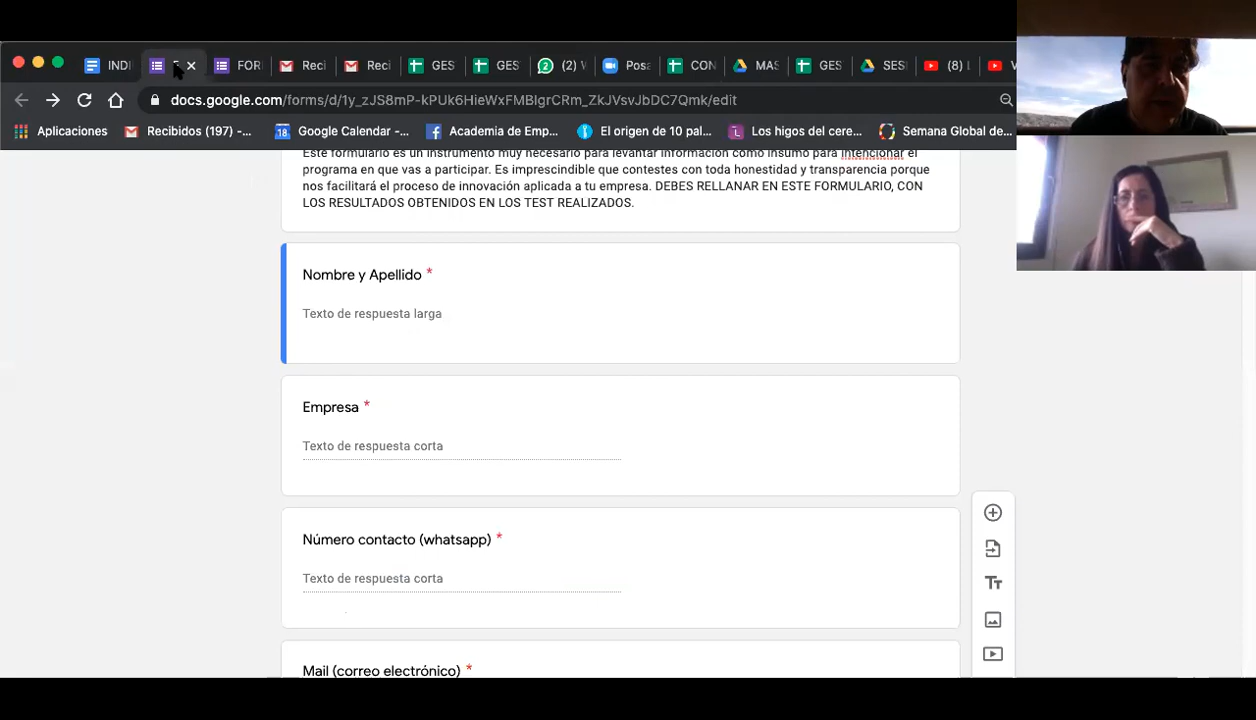 INDI
FOR
Reci
Reci
GES
GES
(2)
Posa
CON
MAS
GES
SES
(8) L
docs.google.com/forms/d/1y_zJS8mP-kPUk6HieWxFMBIgrCRm_ZkJVsvJbDC7Qmk/edit
Aplicaciones
Recibidos (197) -...
Google Calendar -...
Academia de Emp...
El origen de 10 pal...
Los higos del cere...
Semana Global de...
Este formulario es un instrumento muy necesario para levantar información como insumo para intencionar el
programa en que vas a participar. Es imprescindible que contestes con toda honestidad y transparencia porque
nos facilitará el proceso de innovación aplicada a tu empresa. DEBES RELLANAR EN ESTE FORMULARIO, CON
LOS RESULTADOS OBTENIDOS EN LOS TEST REALIZADOS.
Nombre y Apellido *
Texto de respuesta larga
Empresa *
Texto de respuesta corta
Número contacto (whatsapp) *
Texto de respuesta corta
Mail (correo electrónico) *
Tт